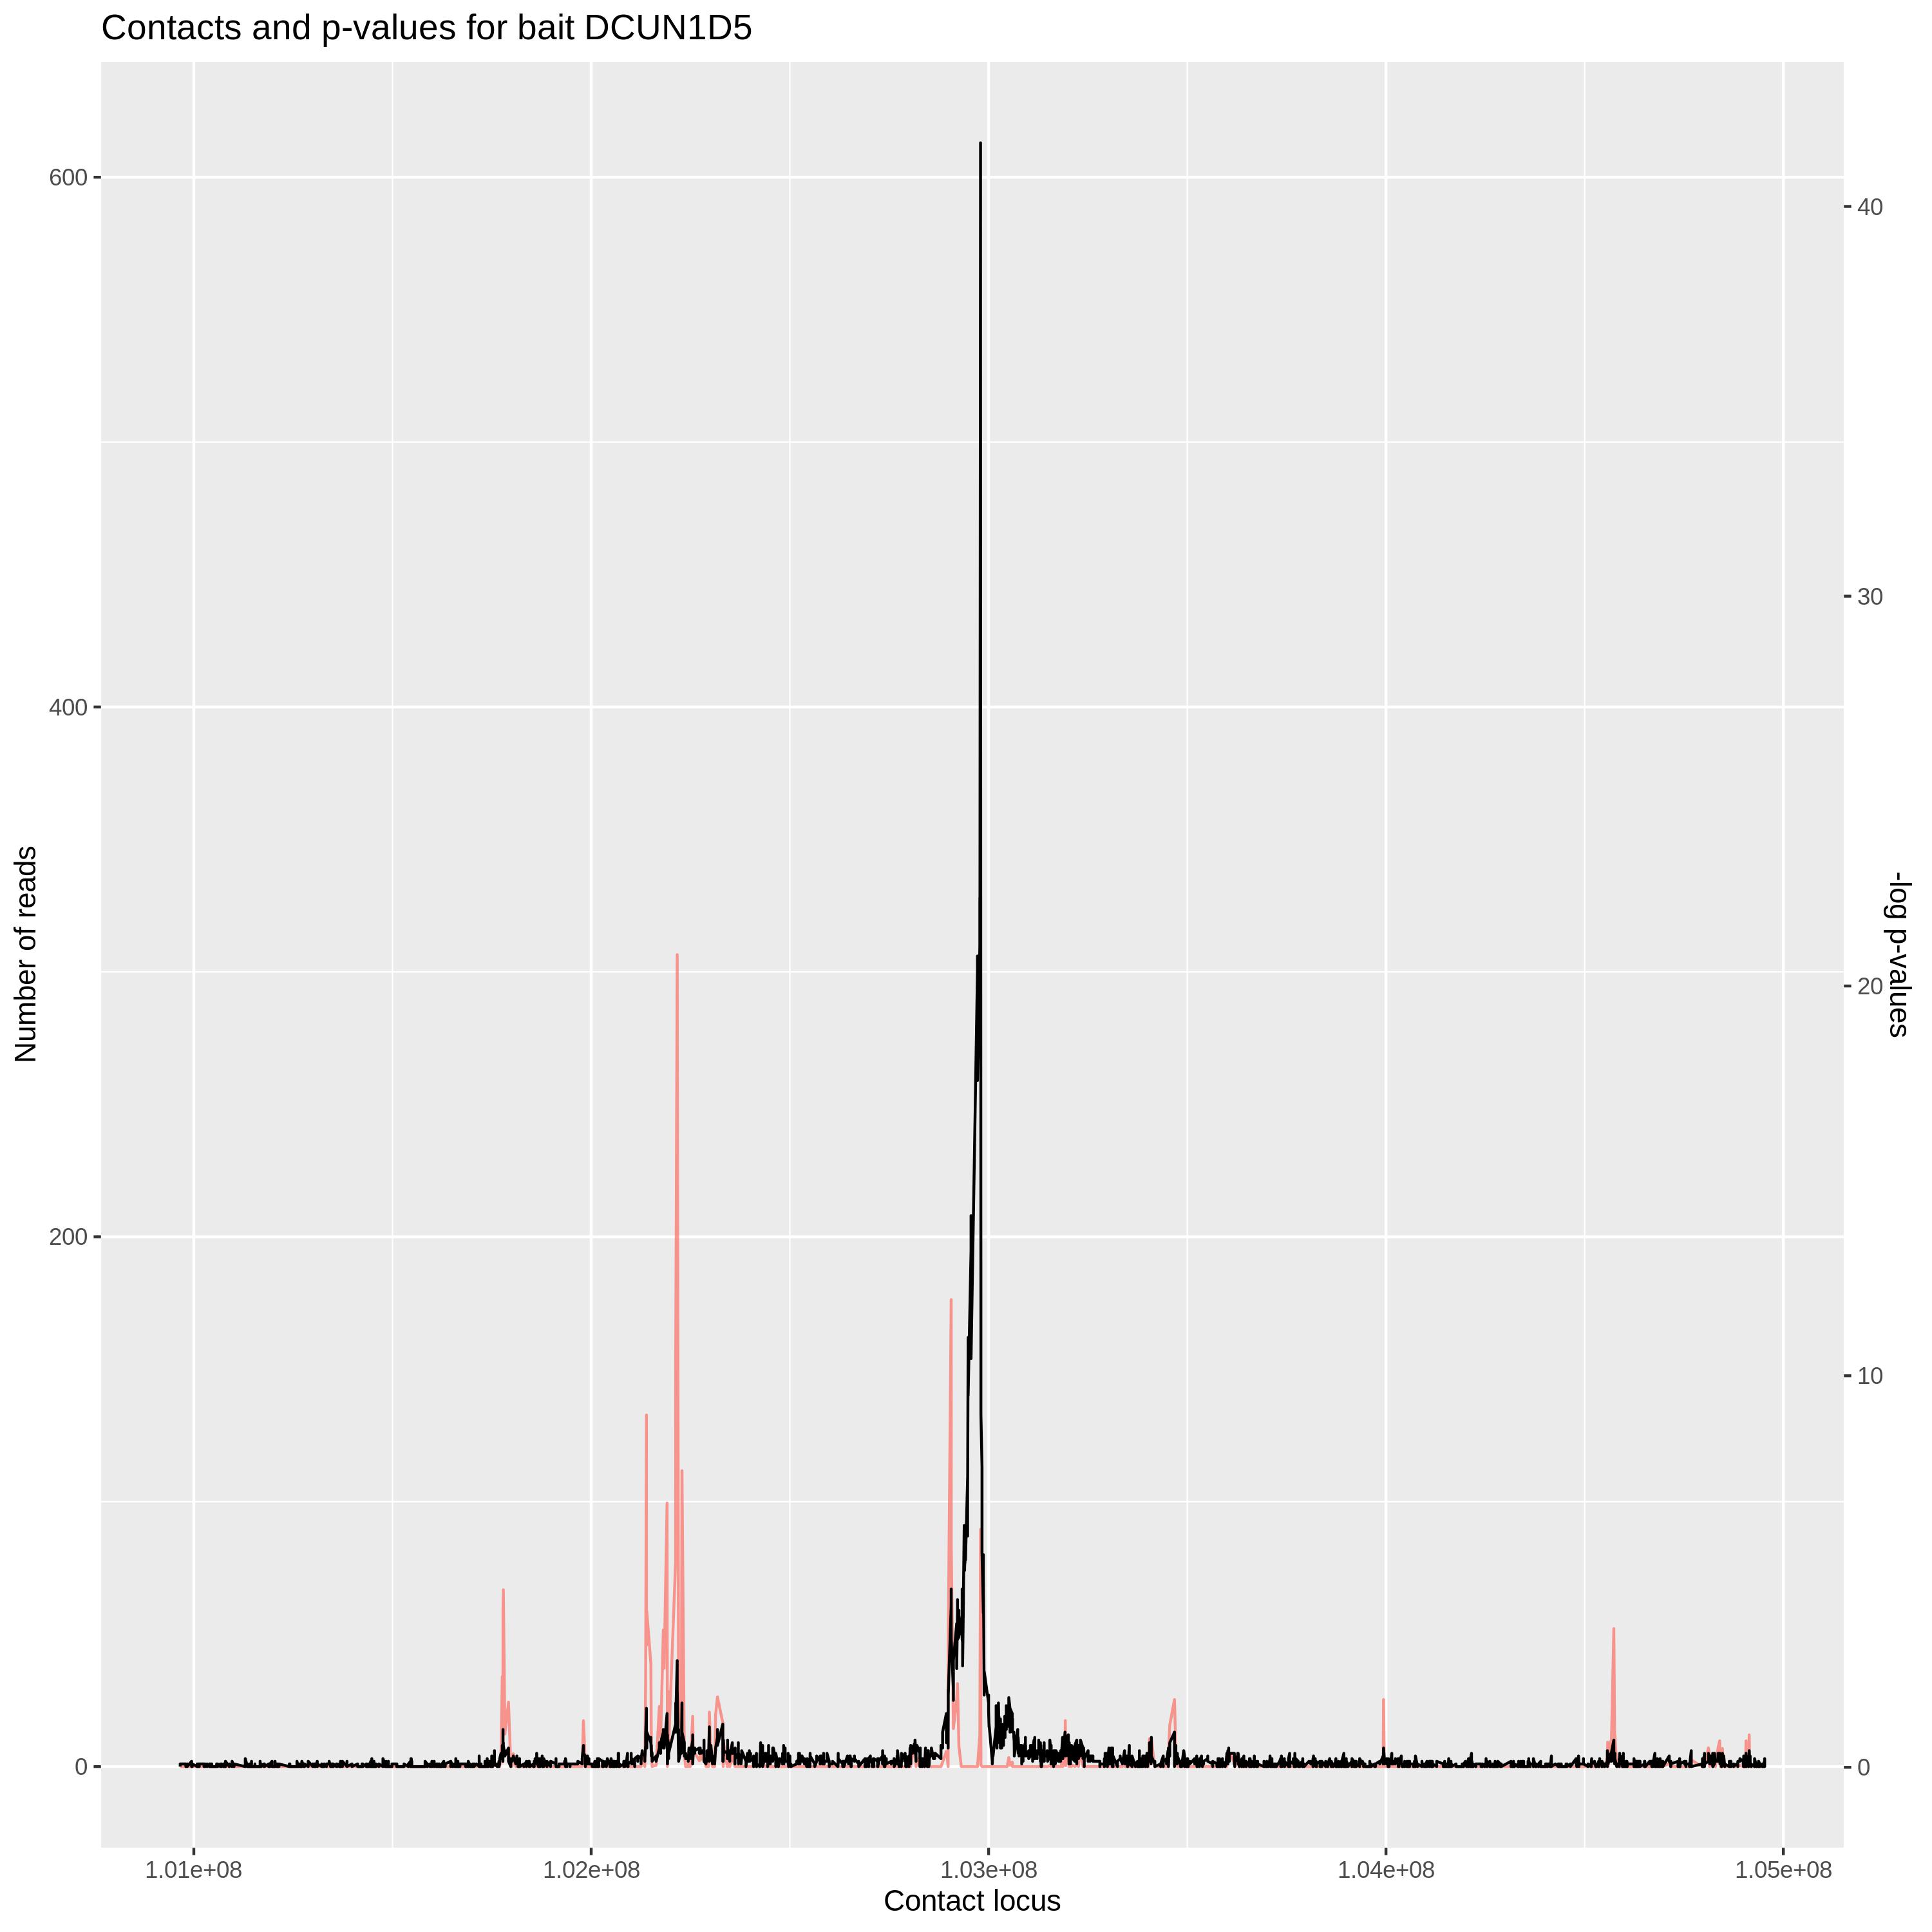 Contacts and p-values for bait DCUN1D5
600
400
200
0
Number of reads
40
30
20
10
0
-log p-values
1.01e+08
1.02e+08
1.03e+08
1.04e+08
1.05e+08
Contact locus